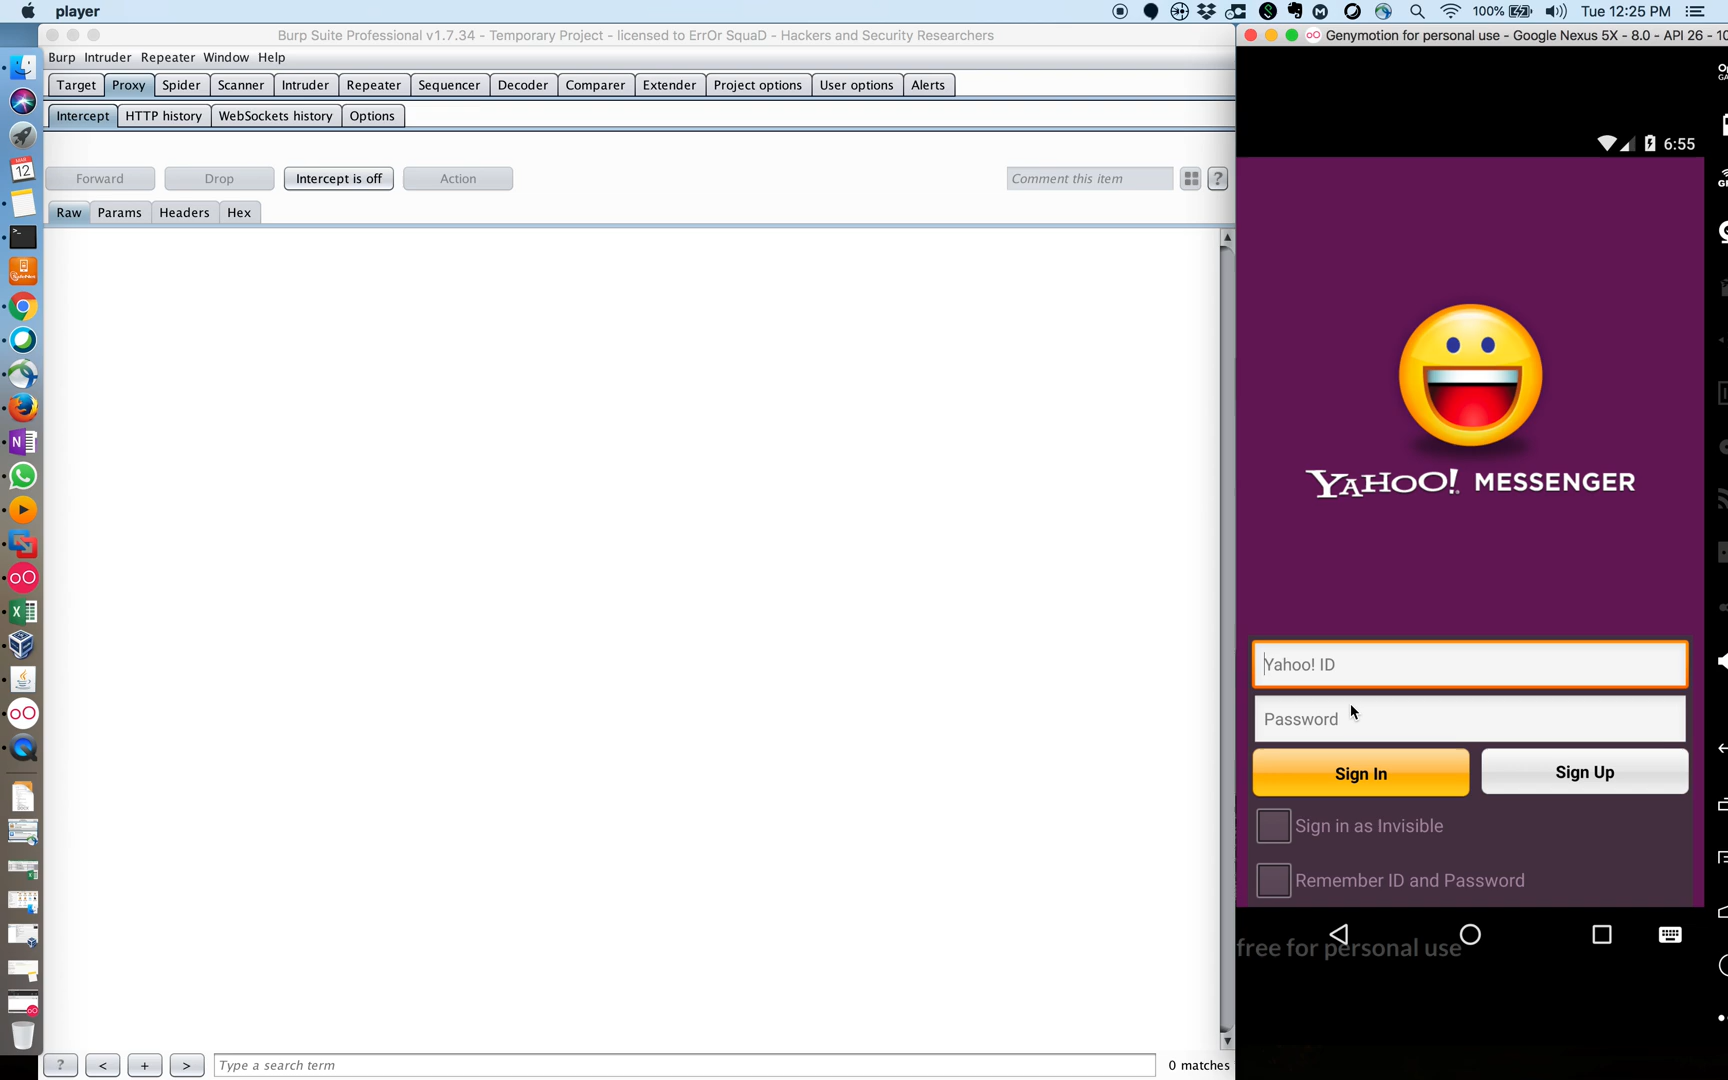 player
100%
Tue 12:25 PM
Burp Suite Professional v1.7.34 - Temporary Project - licensed to ErrOr SquaD - Hackers and Security Researchers
Genymotion for personal use - Google Nexus 5X - 8.0 - API 26 - 10
Burp Intruder Repeater Window Help
Target Proxy Spider Scanner Intruder Repeater Sequencer Decoder Comparer Extender Project options User options Alerts
Intercept HTTP history WebSockets history Options
6:55
Forward Drop Intercept is off Action
Comment this item
?
Raw Params Headers Hex
12
YAHOO! MESSENGER
Yahoo! ID
Password
Sign In
Sign Up
Sign in as Invisible
Remember ID and Password
free for personal use
? < + >
Type a search term
0 matches